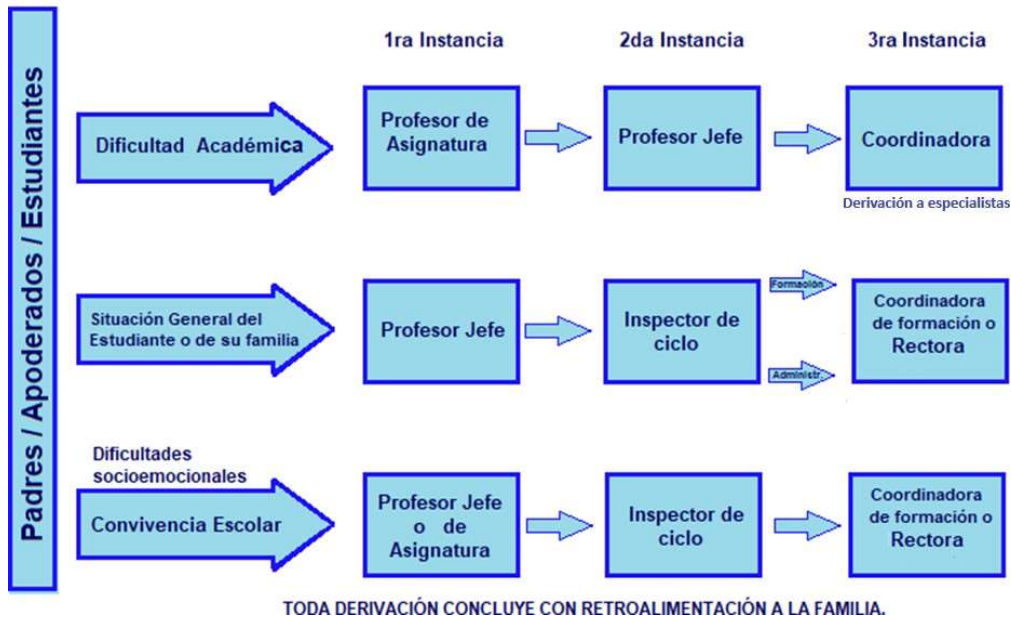 Padres / Apoderados / Estudiantes
1ra Instancia
2da Instancia
3ra Instancia
Dificultad Académica
Profesor de
Asignatura
Profesor Jefe
Coordinadora
Derivación a especialistas
Situación General del
Estudiante o de su familia
Profesor Jefe
Inspector de
ciclo
Formación
Administr.
Coordinadora
de formación o
Rectora
Dificultades
socioemocionales
Convivencia Escolar
Profesor Jefe
o de
Asignatura
Inspector de
ciclo
Coordinadora
de formación o
Rectora
TODA DERIVACIÓN CONCLUYE CON RETROALIMENTACIÓN A LA FAMILIA.